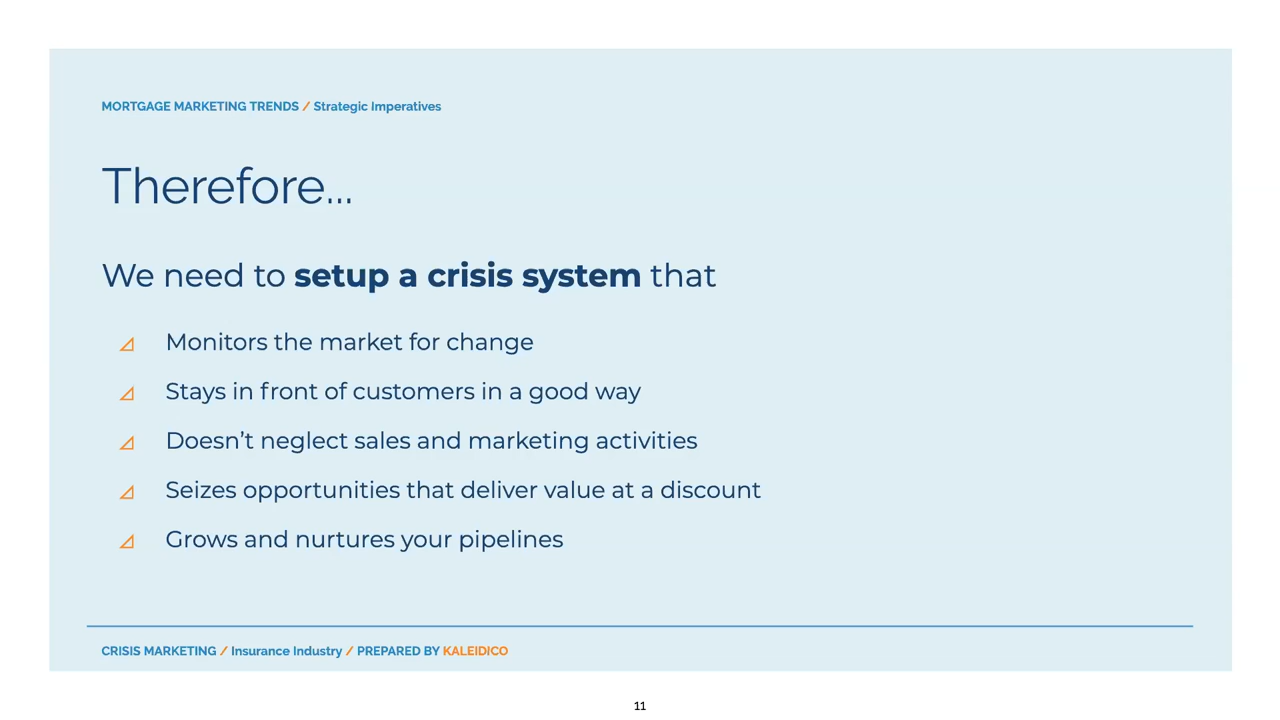 MORTGAGE MARKETING TRENDS / Strategic Imperatives
Therefore...
We need to setup a crisis system that
Monitors the market for change
Stays in front of customers in a good way
Doesn’t neglect sales and marketing activities
Seizes opportunities that deliver value at a discount
Grows and nurtures your pipelines
CRISIS MARKETING / Insurance Industry / PREPARED BY KALEIDICO
11